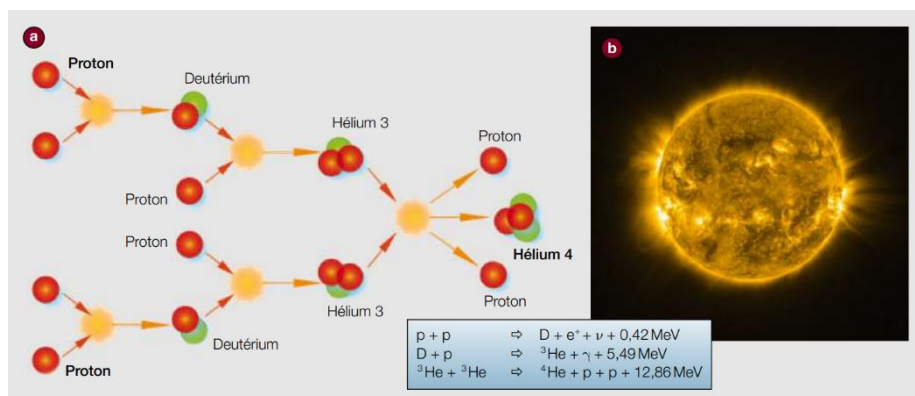 a
Proton
Deutérium
Hélium 3
Proton
Proton
Proton
Hélium 4
Hélium 3
Proton
Deutérium
Proton
p + p ⇨ D + e⁺ + ν + 0,42 MeV
D + p ⇨ ³He + γ + 5,49 MeV
³He + ³He ⇨ ⁴He + p + p + 12,86 MeV
b